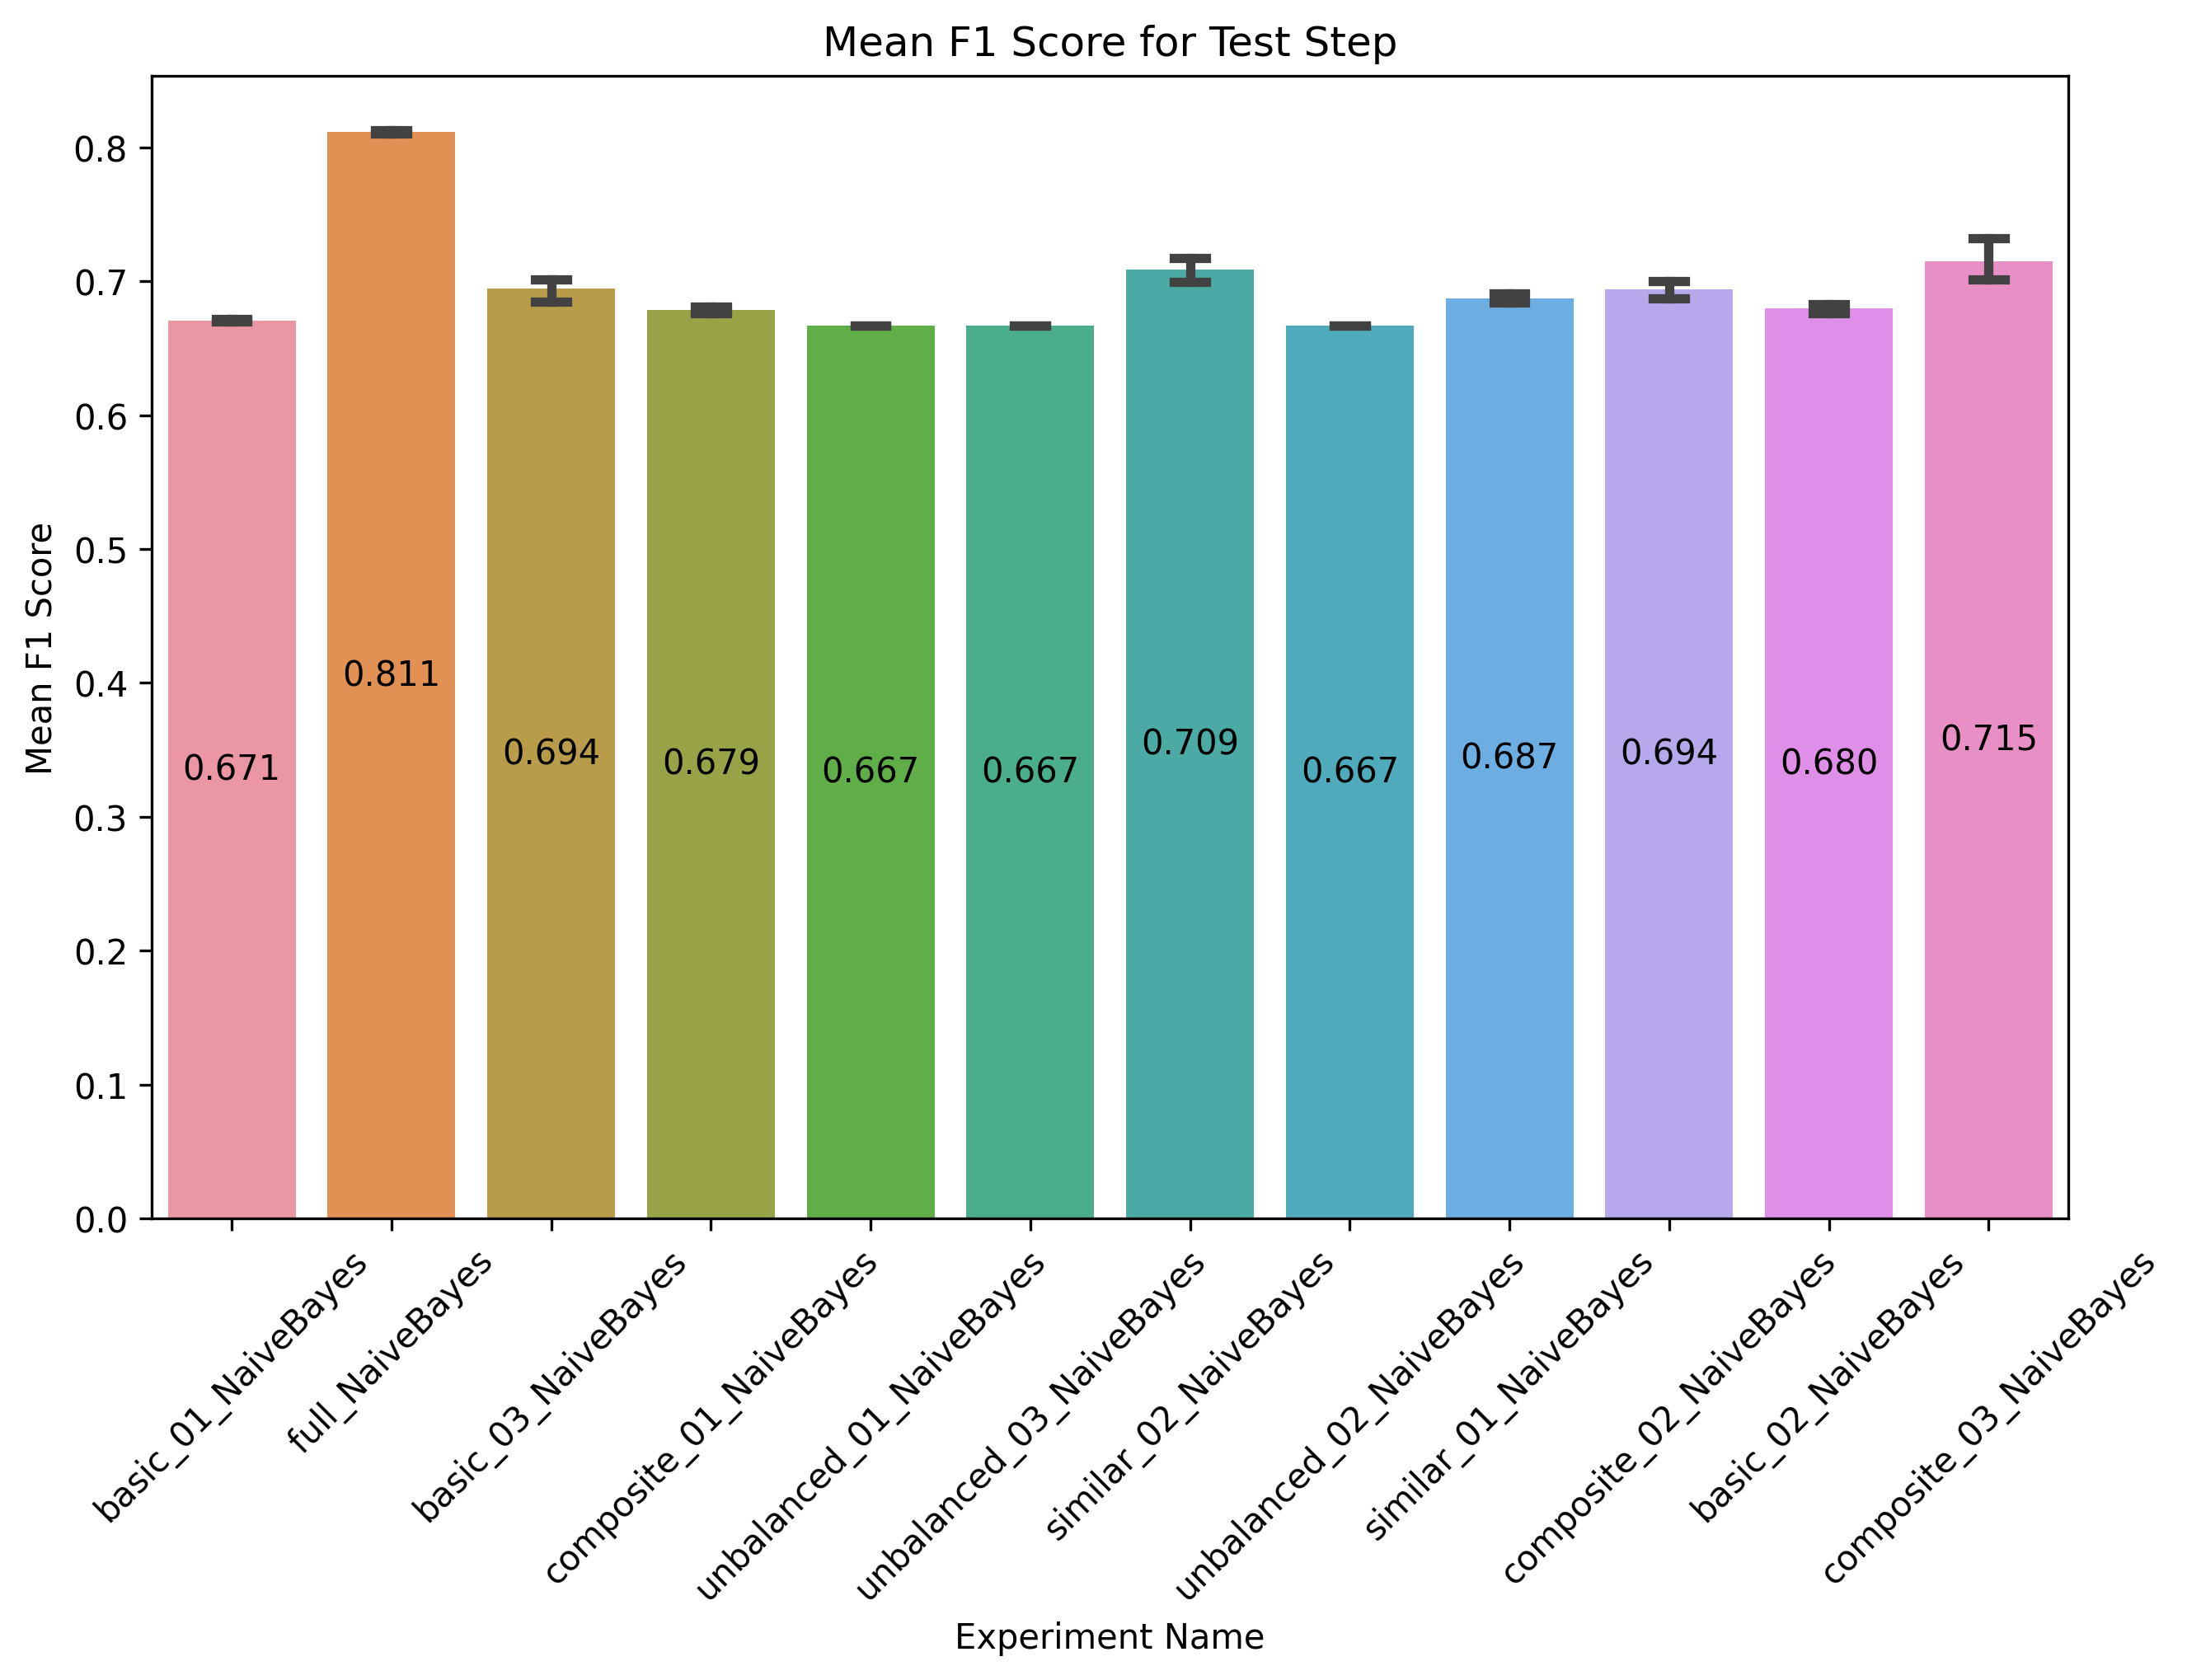 Mean F1 Score for Test Step
Mean F1 Score
0.8
0.7
0.6
0.5
0.4
0.3
0.2
0.1
0.0
0.671
0.811
0.694
0.679
0.667
0.667
0.709
0.667
0.687
0.694
0.680
0.715
basic_01_NaiveBayes
full_NaiveBayes
basic_03_NaiveBayes
composite_01_NaiveBayes
unbalanced_01_NaiveBayes
unbalanced_03_NaiveBayes
similar_02_NaiveBayes
unbalanced_02_NaiveBayes
similar_01_NaiveBayes
composite_02_NaiveBayes
basic_02_NaiveBayes
composite_03_NaiveBayes
Experiment Name